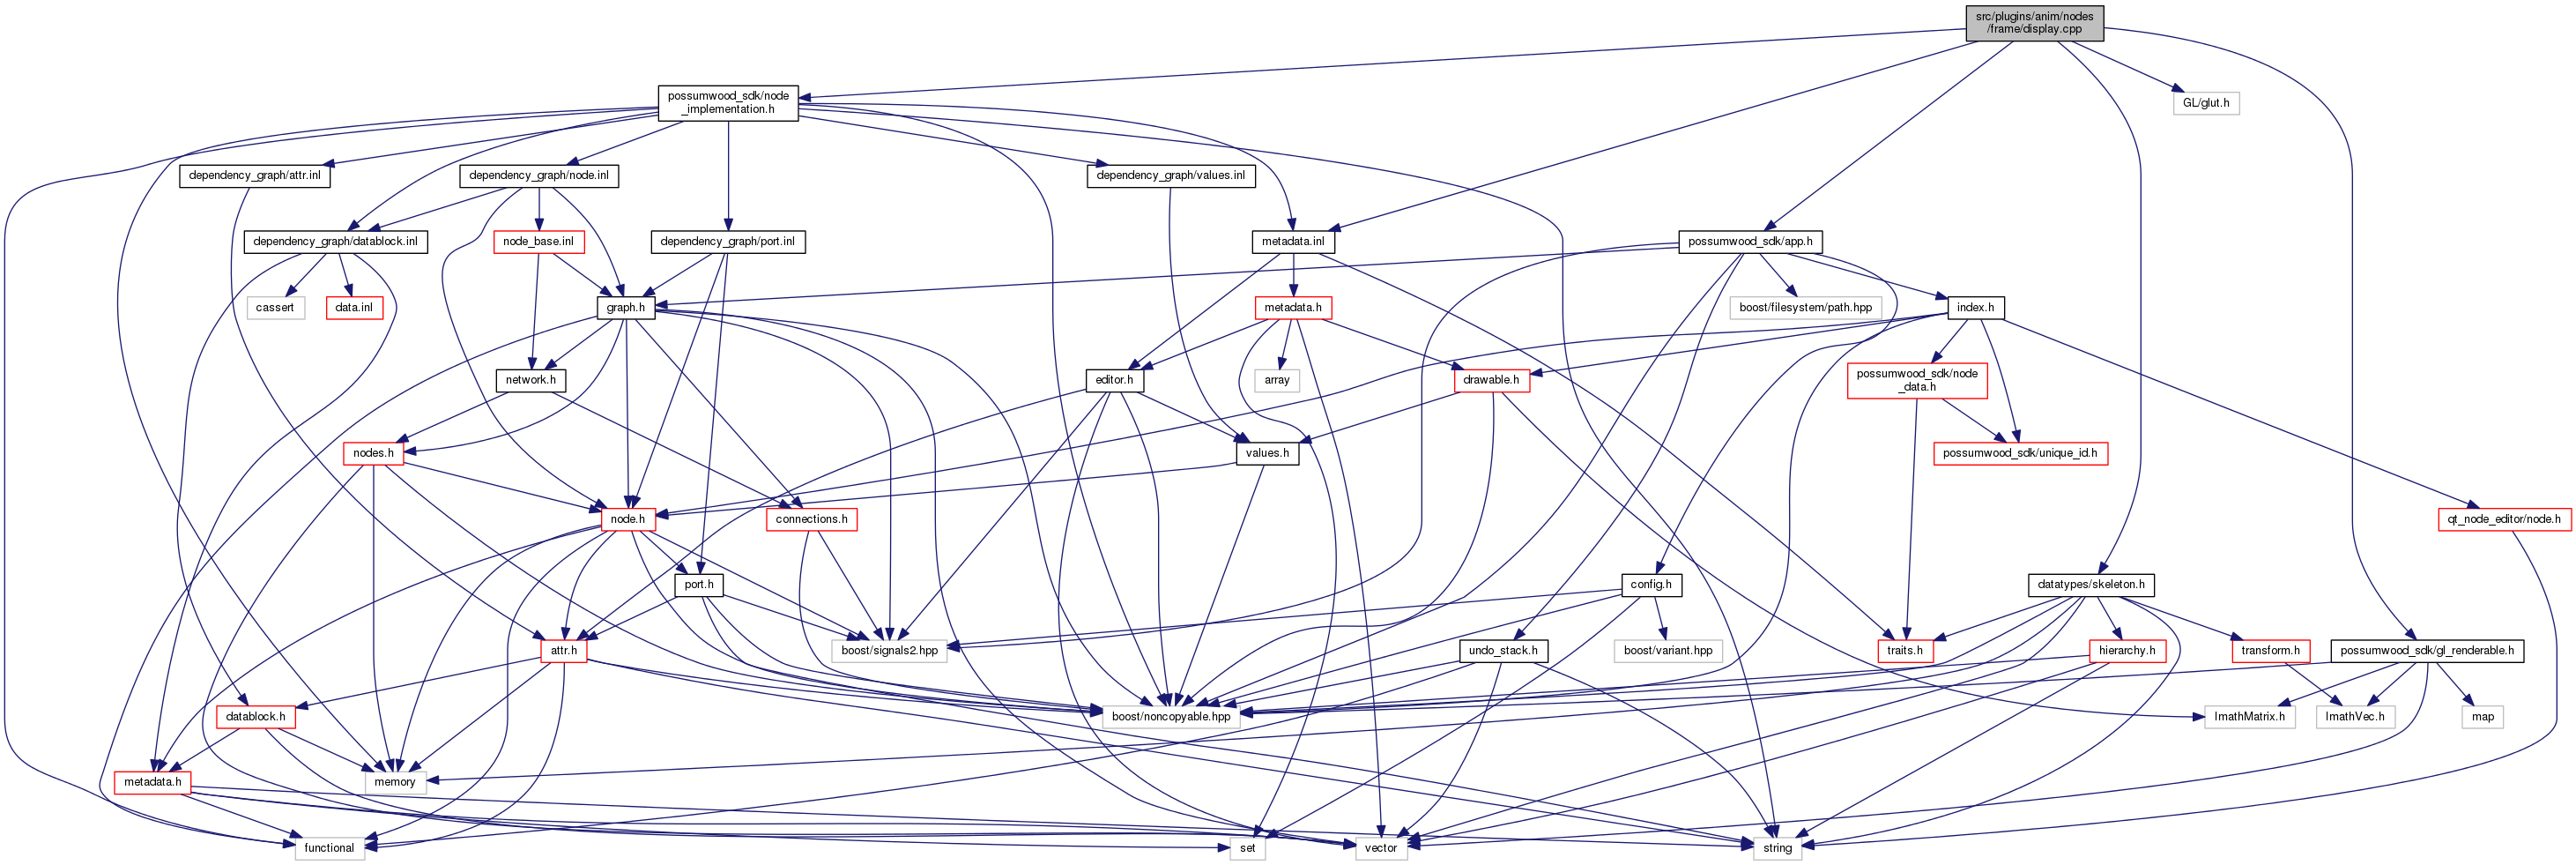 src/plugins/anim/nodes
/frame/display.cpp
possumwood_sdk/node
_implementation.h
GL/glut.h
dependency_graph/attr.inl
dependency_graph/node.inl
dependency_graph/values.inl
dependency_graph/datablock.inl
node_base.inl
dependency_graph/port.inl
metadata.inl
possumwood_sdk/app.h
cassert
data.inl
graph.h
metadata.h
boost/filesystem/path.hpp
index.h
network.h
editor.h
array
drawable.h
possumwood_sdk/node
_data.h
nodes.h
values.h
possumwood_sdk/unique_id.h
node.h
connections.h
qt_node_editor/node.h
port.h
config.h
datatypes/skeleton.h
attr.h
boost/signals2.hpp
undo_stack.h
boost/variant.hpp
traits.h
hierarchy.h
transform.h
possumwood_sdk/gl_renderable.h
datablock.h
boost/noncopyable.hpp
ImathMatrix.h
ImathVec.h
map
metadata.h
memory
functional
set
vector
string